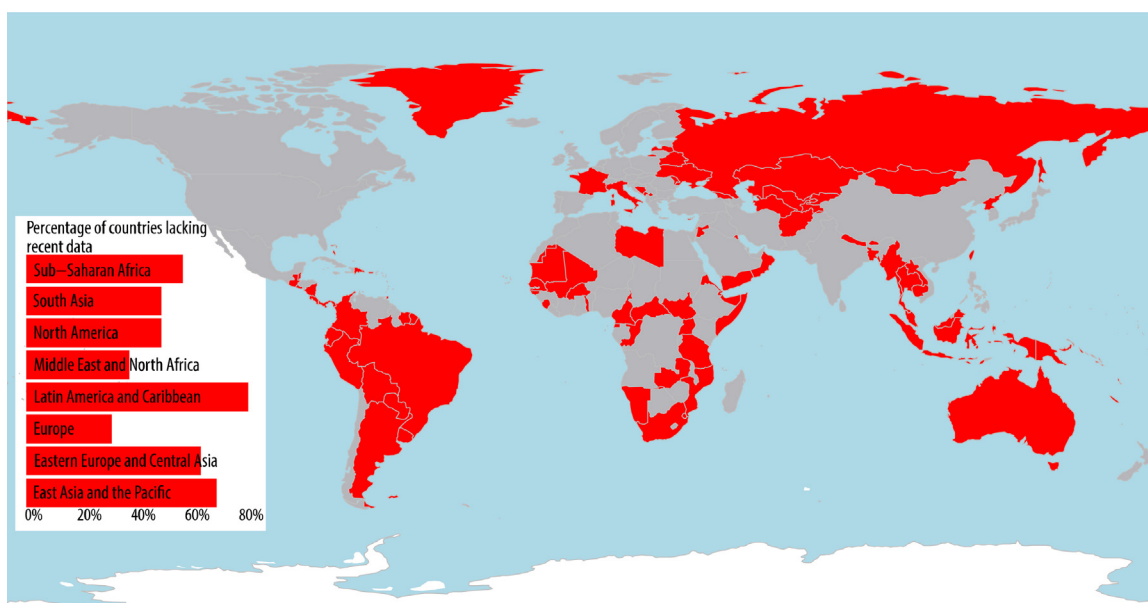 Percentage of countries lacking
recent data
Sub—Saharan Africa
South Asia
North America
Middle East and North Africa
Latin America and Caribbean
Europe
Eastern Europe and Central Asia
East Asia and the Pacific
0% 20% 40% 60% 80%